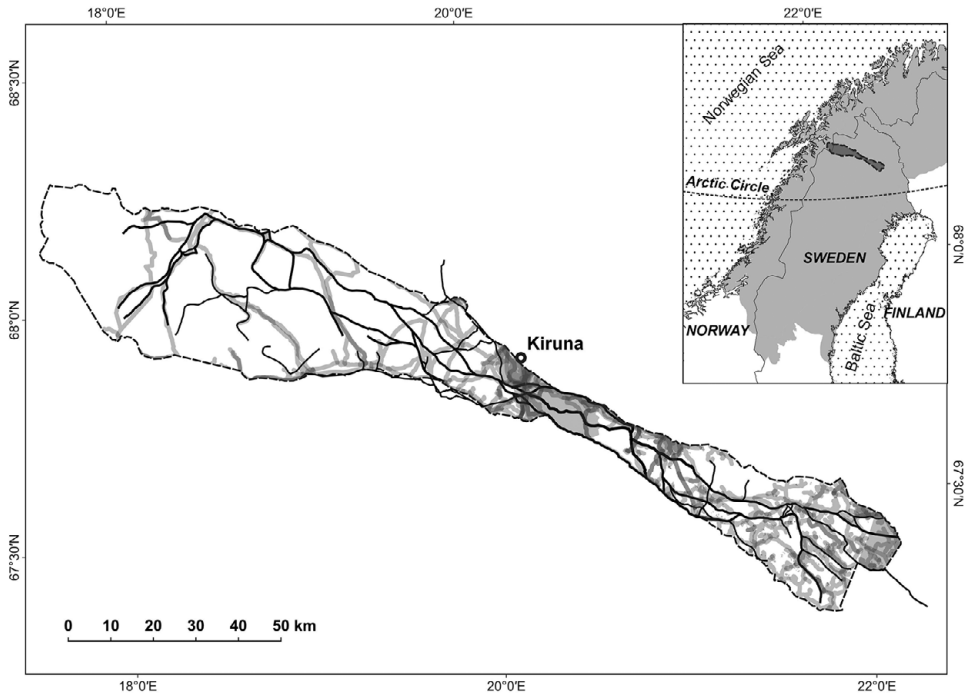 18°0'E 20°0'E 22°0'E
68°30'N
Norwegian Sea
Arctic Circle
SWEDEN
NORWAY
Baltic Sea
FINLAND
68°0'N
68°0'N
Kiruna
67°30'N
67°30'N
0 10 20 30 40 50 km
18°0'E 20°0'E 22°0'E